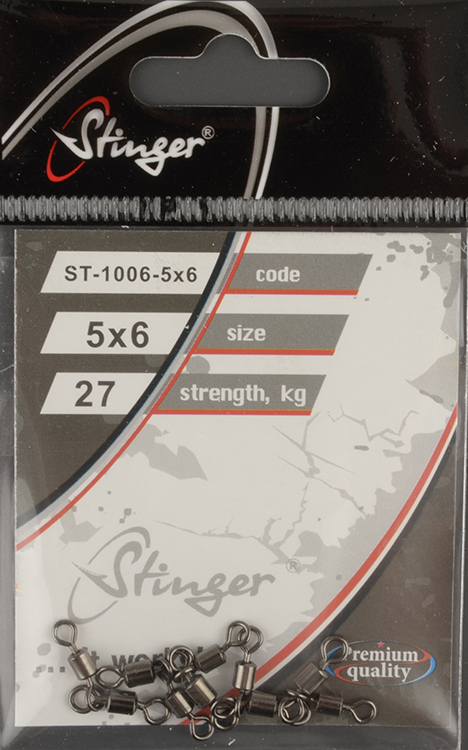 Stinger®
ST-1006-5x6 code
5x6 size
27 strength, kg
Stinger®
Premium
quality